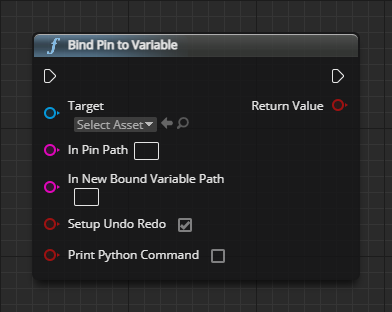 f Bind Pin to Variable
Target
Return Value
Select Asset
In Pin Path
In New Bound Variable Path
Setup Undo Redo
Print Python Command